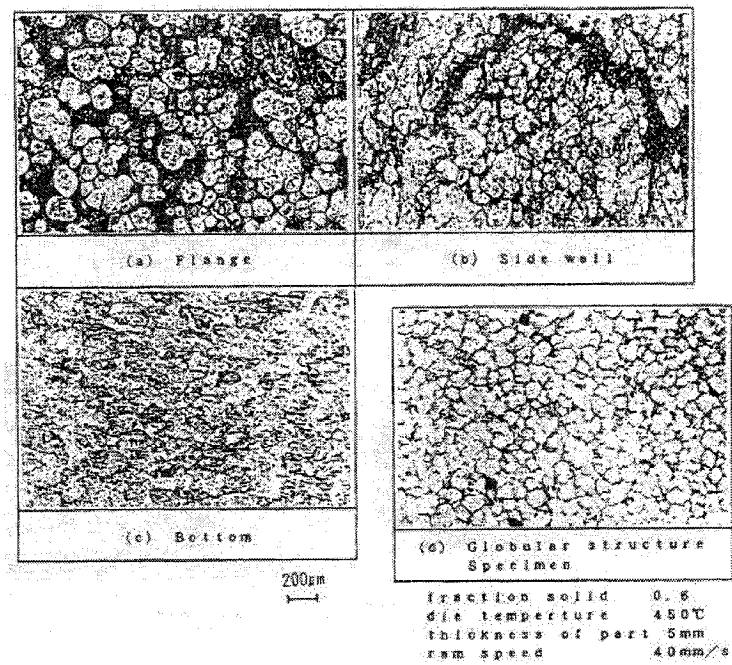 (a) Flange
(b) Side wall
(c) Bottom
(d) Globular structure
Specimen
200μm
fraction solid 0.6
die temperture 450℃
thickness of part 5mm
ram speed 40mm/s